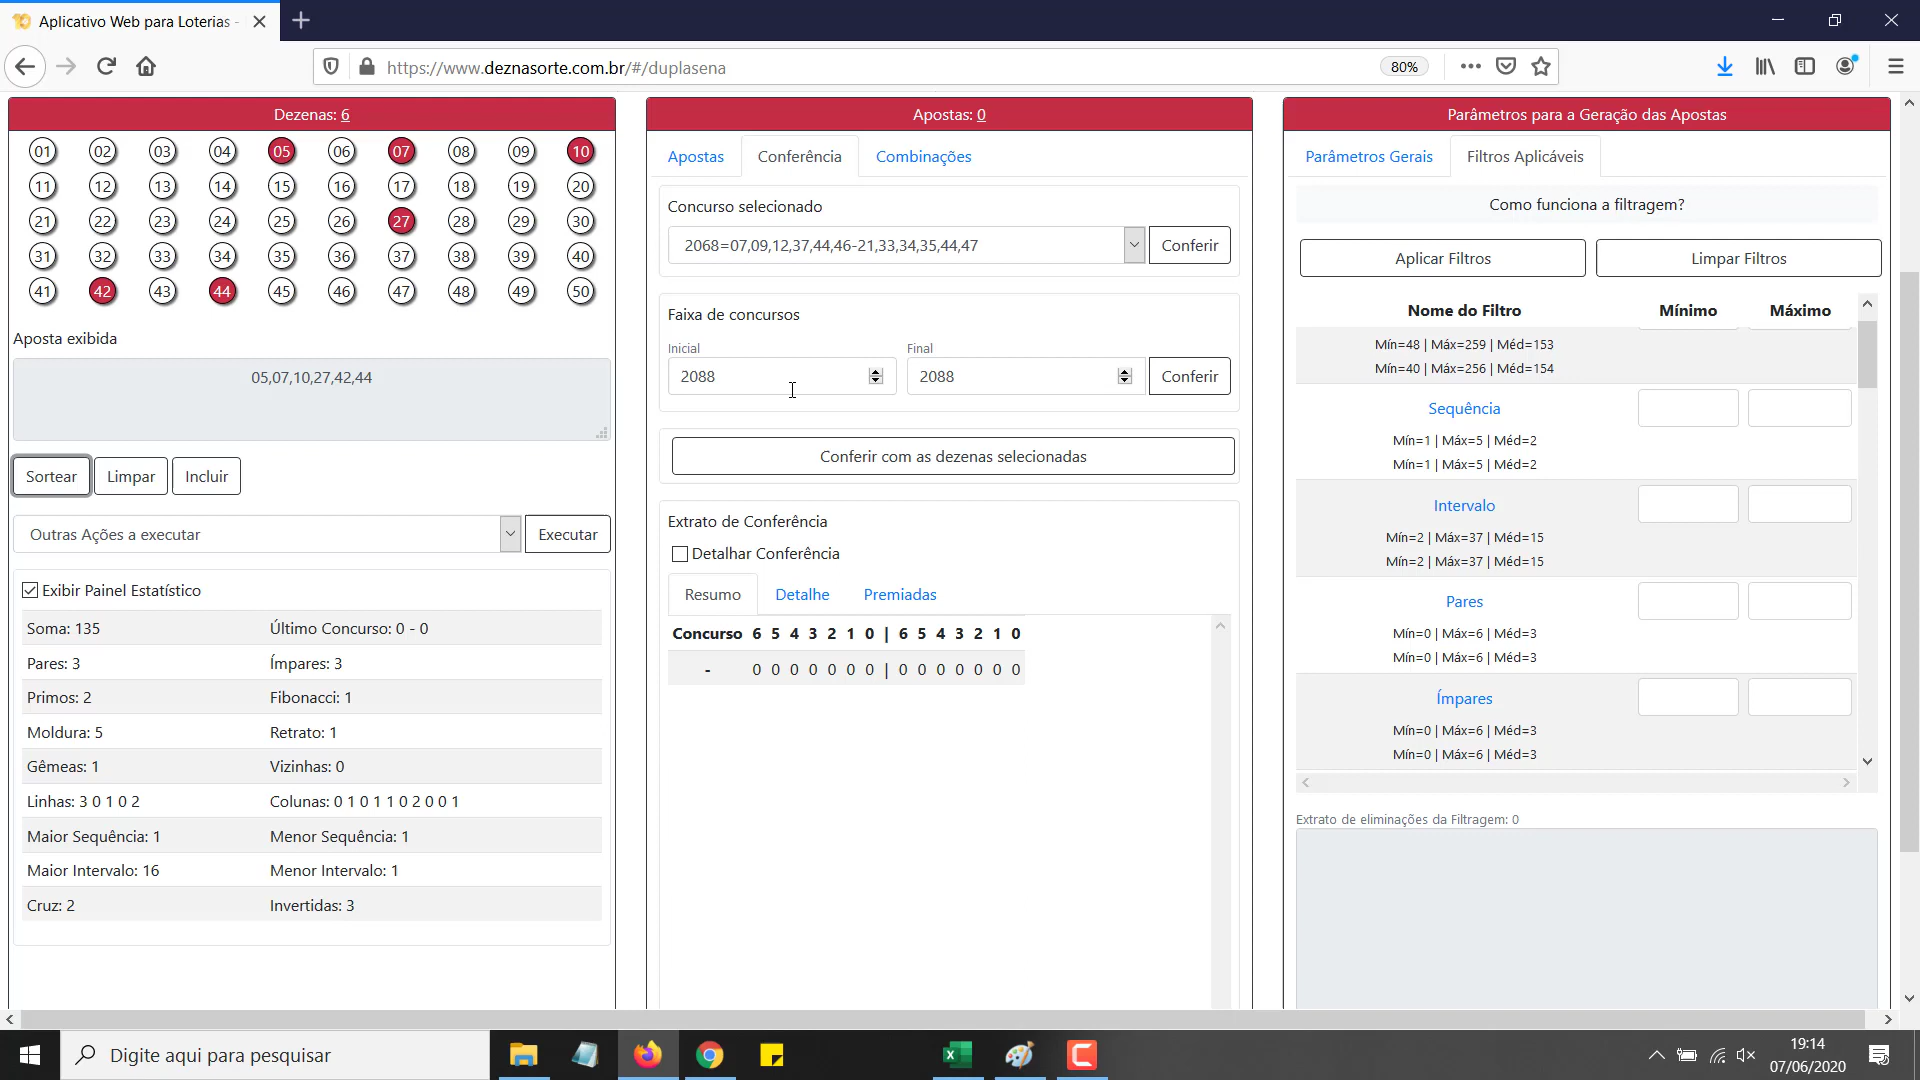 Aplicativo Web para Loterias -
https://www.deznasorte.com.br/#/duplasena
80%
Dezenas: 6
01 02 03 04 05 06 07 08 09 10
11 12 13 14 15 16 17 18 19 20
21 22 23 24 25 26 27 28 29 30
31 32 33 34 35 36 37 38 39 40
41 42 43 44 45 46 47 48 49 50
Aposta exibida
05,07,10,27,42,44
Sortear Limpar Incluir
Outras Ações a executar Executar
Exibir Painel Estatístico
Soma: 135 Último Concurso: 0 - 0
Pares: 3 Ímpares: 3
Primos: 2 Fibonacci: 1
Moldura: 5 Retrato: 1
Gêmeas: 1 Vizinhas: 0
Linhas: 3 0 1 0 2 Colunas: 0 1 0 1 1 0 2 0 0 1
Maior Sequência: 1 Menor Sequência: 1
Maior Intervalo: 16 Menor Intervalo: 1
Cruz: 2 Invertidas: 3
Apostas: 0
Apostas Conferência Combinações
Concurso selecionado
2068=07,09,12,37,44,46-21,33,34,35,44,47 Conferir
Faixa de concursos
Inicial Final
2088 2088 Conferir
Conferir com as dezenas selecionadas
Extrato de Conferência
Detalhar Conferência
Resumo Detalhe Premiadas
Concurso 6 5 4 3 2 1 0 | 6 5 4 3 2 1 0
- 0 0 0 0 0 0 0 | 0 0 0 0 0 0 0
Parâmetros para a Geração das Apostas
Parâmetros Gerais Filtros Aplicáveis
Como funciona a filtragem?
Aplicar Filtros Limpar Filtros
Nome do Filtro Mínimo Máximo
Mín=48 | Máx=259 | Méd=153
Mín=40 | Máx=256 | Méd=154
Sequência
Mín=1 | Máx=5 | Méd=2
Mín=1 | Máx=5 | Méd=2
Intervalo
Mín=2 | Máx=37 | Méd=15
Mín=2 | Máx=37 | Méd=15
Pares
Mín=0 | Máx=6 | Méd=3
Mín=0 | Máx=6 | Méd=3
Ímpares
Mín=0 | Máx=6 | Méd=3
Mín=0 | Máx=6 | Méd=3
Extrato de eliminações da Filtragem: 0
Digite aqui para pesquisar
19:14
07/06/2020